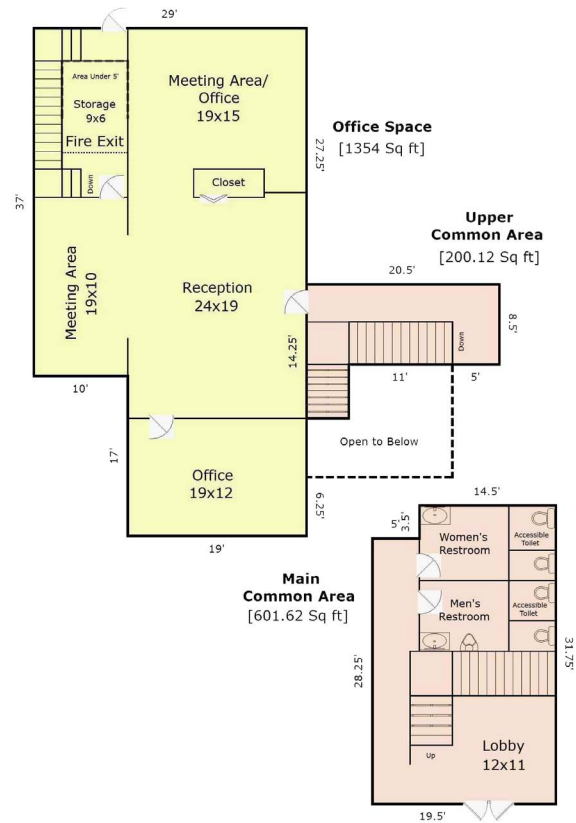 29'
Area Under 5'
Storage
9x6
Fire Exit
Down
Meeting Area/
Office
19x15
Closet
27.25'
Office Space
[1354 Sq ft]
37'
Upper
Common Area
[200.12 Sq ft]
20.5'
8.5'
Meeting Area
19x10
Reception
24x19
14.25'
Down
11'
5'
10'
Open to Below
17'
Office
19x12
6.25'
19'
14.5'
5'
3.5'
Women's
Restroom
Accessible
Toilet
Main
Common Area
[601.62 Sq ft]
Men's
Restroom
Accessible
Toilet
28.25'
31.75'
Up
Lobby
12x11
19.5'